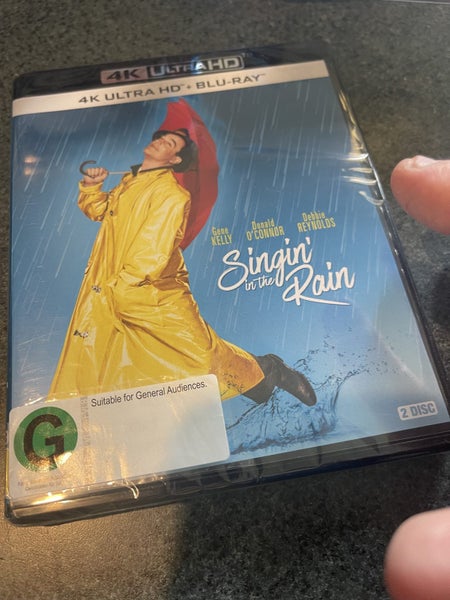 4K ULTRA HD
4K ULTRA HD + BLU-RAY™
Gene Donald Debbie
KELLY O'CONNOR REYNOLDS
Singin'
in the
Rain
Suitable for General Audiences.
G
2 DISC